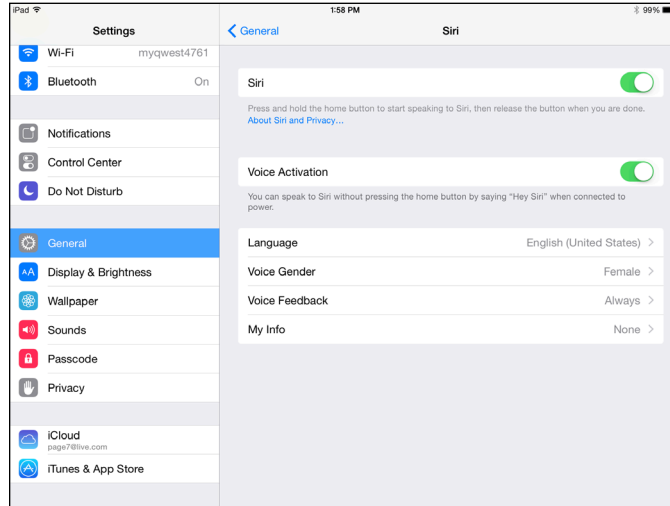 iPad 1:58 PM 99%
Settings
Wi-Fi myqwest4761
Bluetooth On
Notifications
Control Center
Do Not Disturb
General
AA Display & Brightness
Wallpaper
Sounds
Passcode
Privacy
iCloud
page7@live.com
iTunes & App Store
General Siri
Siri
Press and hold the home button to start speaking to Siri, then release the button when you are done.
About Siri and Privacy...
Voice Activation
You can speak to Siri without pressing the home button by saying “Hey Siri” when connected to
power.
Language English (United States)
Voice Gender Female
Voice Feedback Always
My Info None